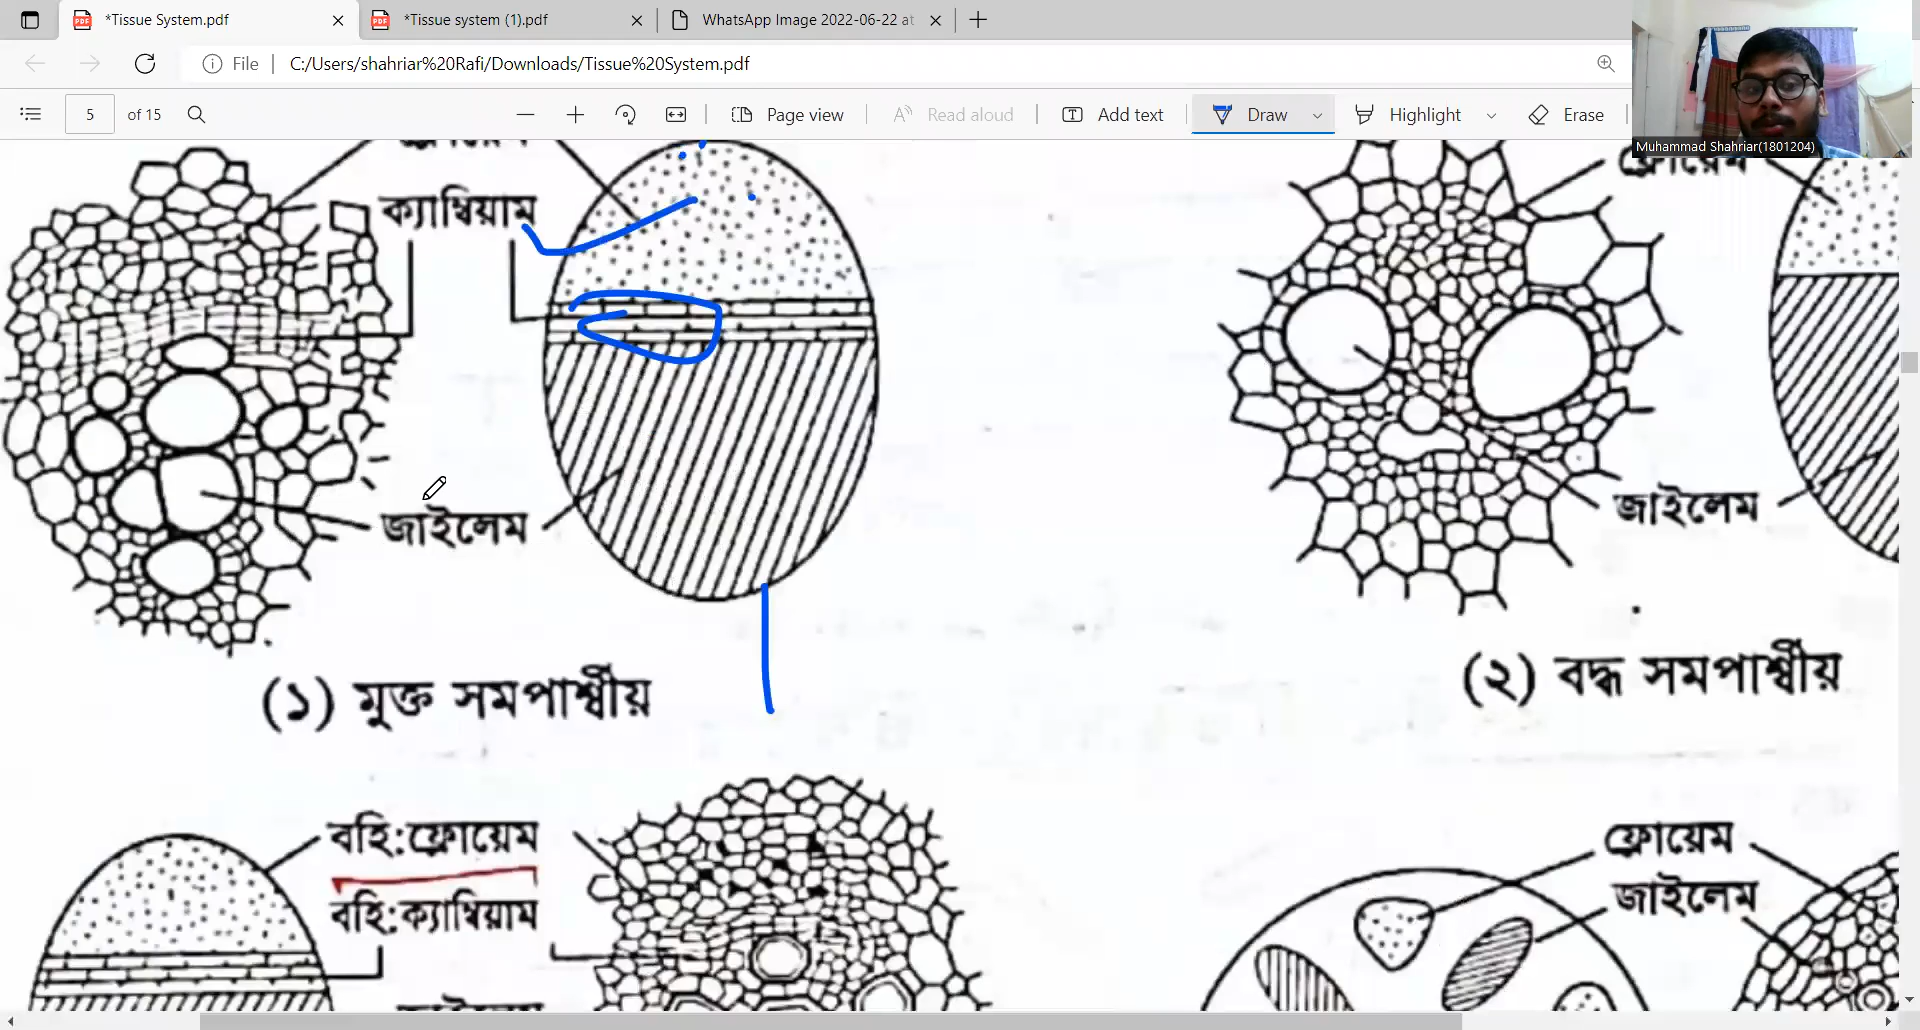 *Tissue System.pdf
*Tissue system (1).pdf
WhatsApp Image 2022-06-22 at
File
C:/Users/shahriar%20Rafi/Downloads/Tissue%20System.pdf
5 of 15
Page view
Read aloud
Add text
Draw
Highlight
Erase
Muhammad Shahriar(1801204)
ফ্লোয়েম
ক্যাম্বিয়াম
জাইলেম
জাইলেম
(১) মুক্ত সমপার্শ্বীয়
(২) বদ্ধ সমপার্শ্বীয়
বহি:ফ্লোয়েম
বহি:ক্যাম্বিয়াম
ফ্লোয়েম
জাইলেম